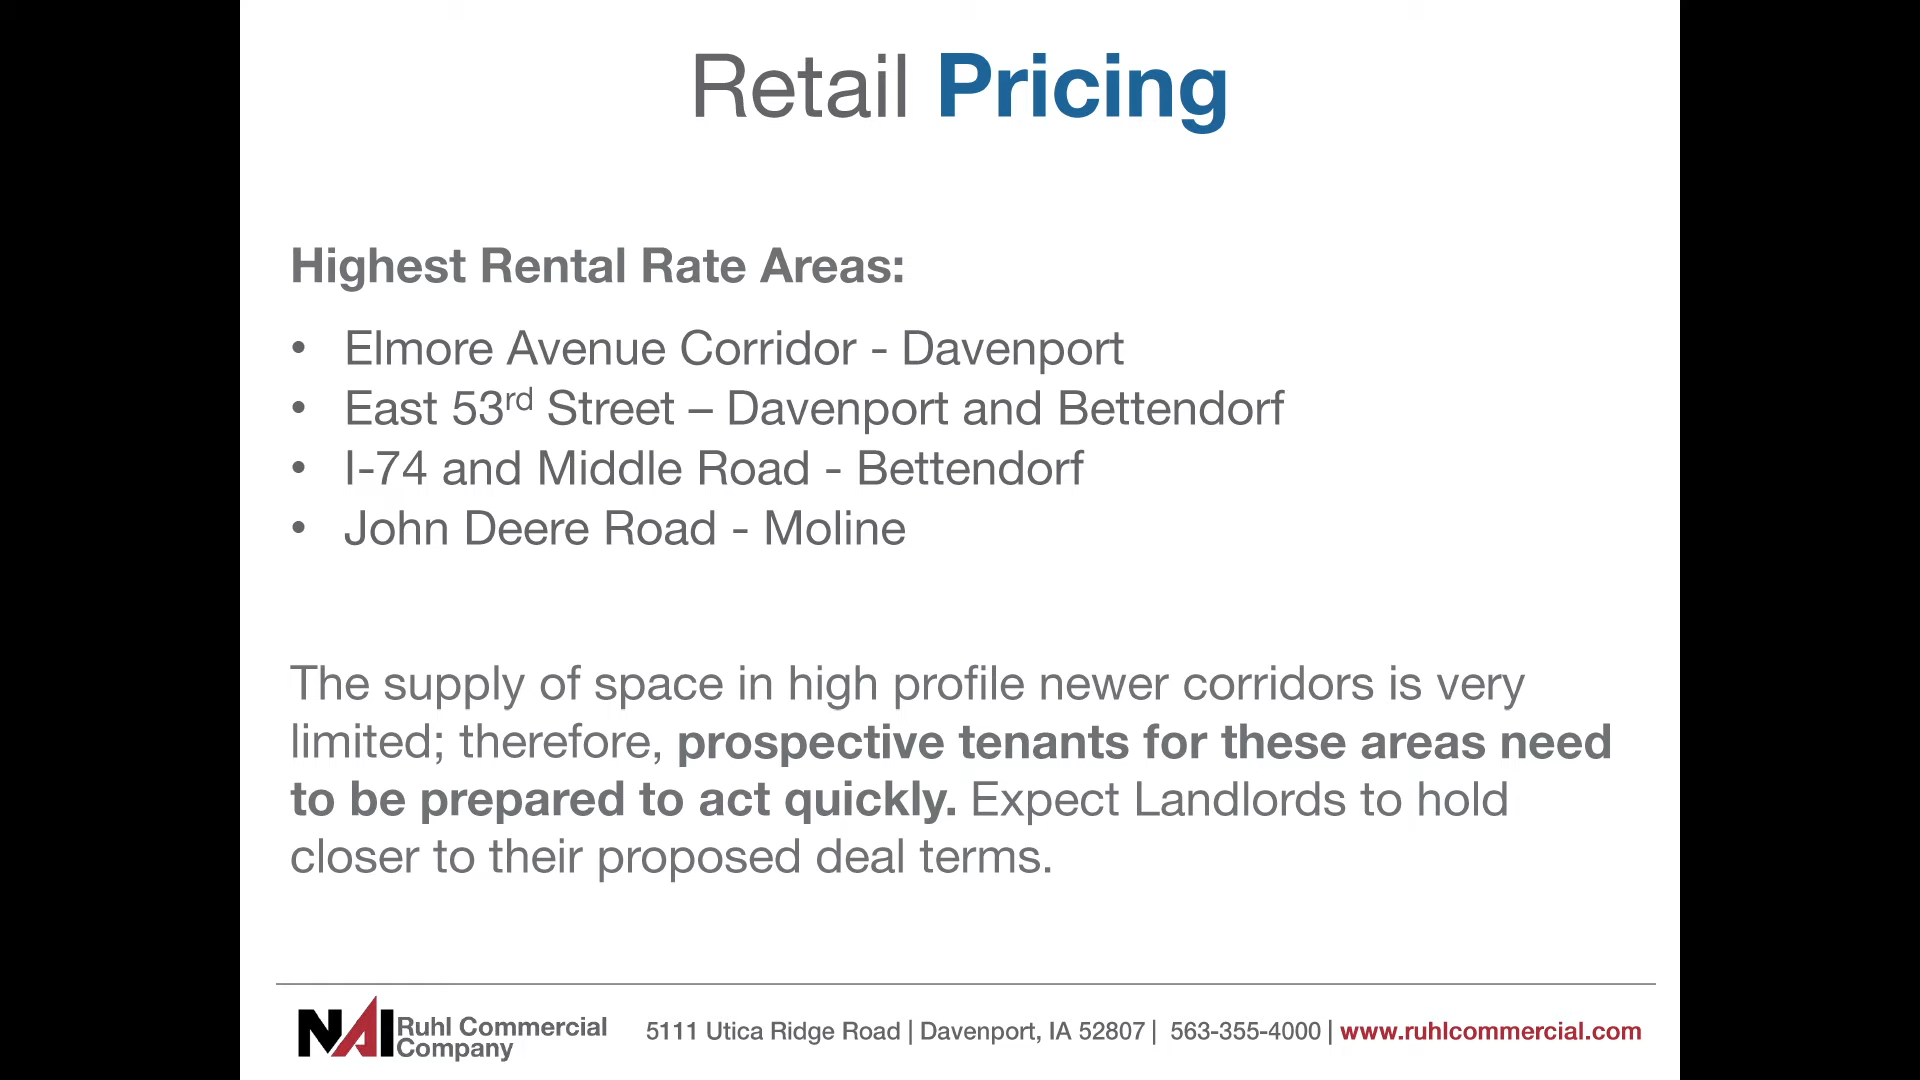 Retail Pricing
Highest Rental Rate Areas:
• Elmore Avenue Corridor - Davenport
• East 53rd Street – Davenport and Bettendorf
• I-74 and Middle Road - Bettendorf
• John Deere Road - Moline
The supply of space in high profile newer corridors is very
limited; therefore, prospective tenants for these areas need
to be prepared to act quickly. Expect Landlords to hold
closer to their proposed deal terms.
NAI Ruhl Commercial
Company
5111 Utica Ridge Road | Davenport, IA 52807 | 563-355-4000 | www.ruhlcommercial.com